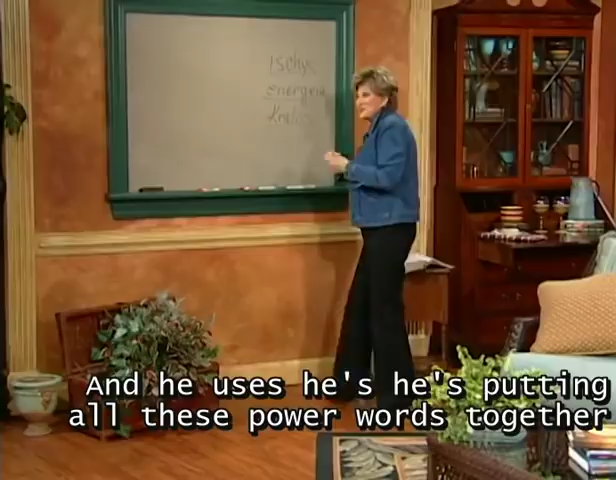 Ischys
energeia
Kratos
And he uses he's he's putting
all these power words together